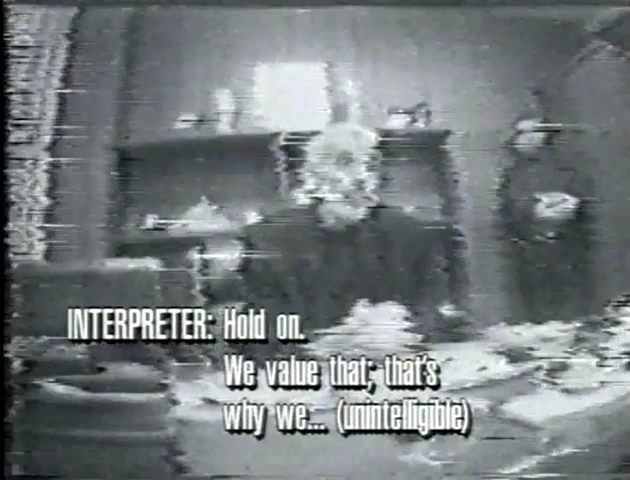 INTERPRETER: Hold on.
We value that; that's
why we... (unintelligible)